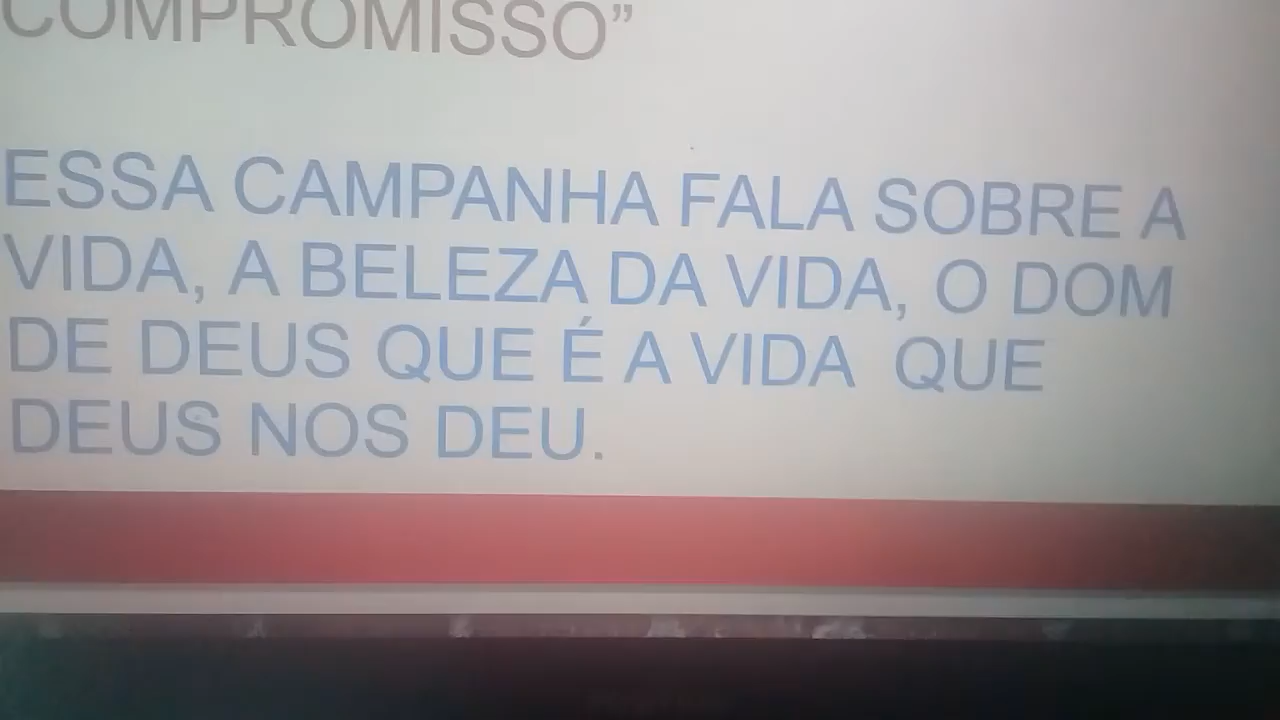 COMPROMISSO”
ESSA CAMPANHA FALA SOBRE A
VIDA, A BELEZA DA VIDA, O DOM
DE DEUS QUE É A VIDA QUE
DEUS NOS DEU.